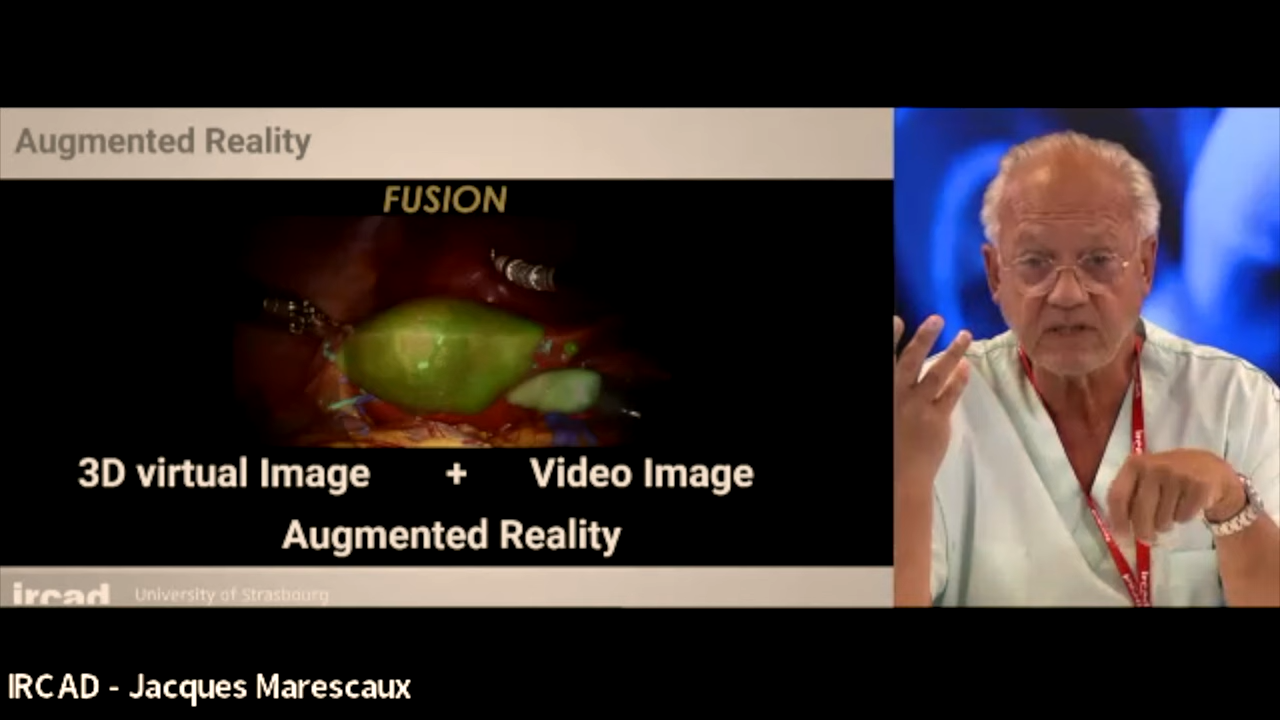 Augmented Reality
FUSION
3D virtual Image + Video Image
Augmented Reality
ircad University of Strasbourg
IRCAD - Jacques Marescaux